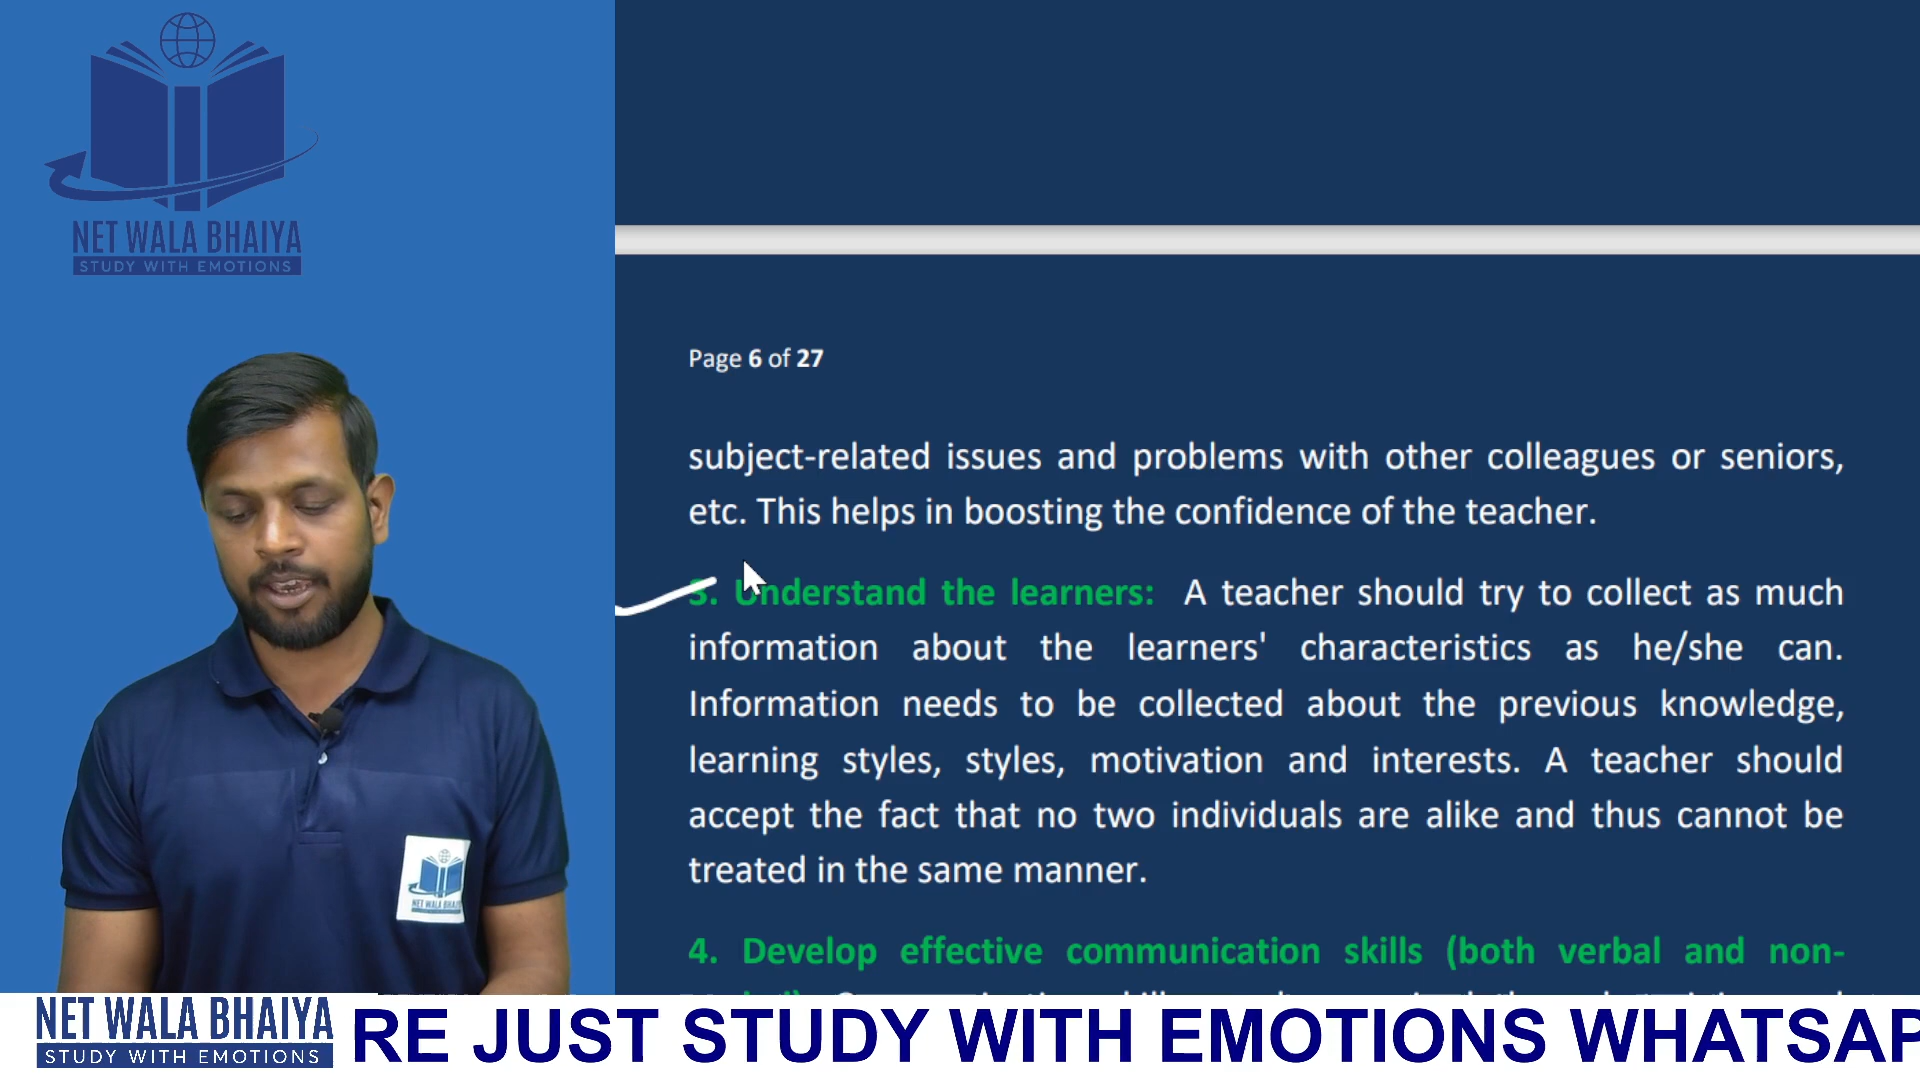 NET WALA BHAIYA
STUDY WITH EMOTIONS
Page 6 of 27
subject-related issues and problems with other colleagues or seniors,
etc. This helps in boosting the confidence of the teacher.
3. Understand the learners: A teacher should try to collect as much
information about the learners' characteristics as he/she can.
Information needs to be collected about the previous knowledge,
learning styles, styles, motivation and interests. A teacher should
accept the fact that no two individuals are alike and thus cannot be
treated in the same manner.
4. Develop effective communication skills (both verbal and non-
NET WALA BHAIYA
NET WALA BHAIYA
STUDY WITH EMOTIONS
RE JUST STUDY WITH EMOTIONS WHATSAP